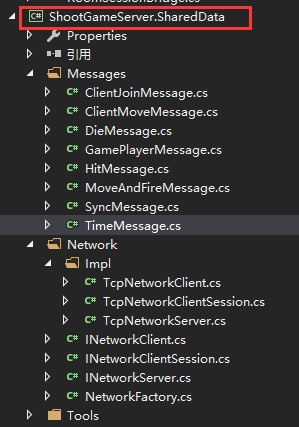 ShootGameServer.SharedData
Properties
引用
Messages
ClientJoinMessage.cs
ClientMoveMessage.cs
DieMessage.cs
GamePlayerMessage.cs
HitMessage.cs
MoveAndFireMessage.cs
SyncMessage.cs
TimeMessage.cs
Network
Impl
TcpNetworkClient.cs
TcpNetworkClientSession.cs
TcpNetworkServer.cs
INetworkClient.cs
INetworkClientSession.cs
INetworkServer.cs
NetworkFactory.cs
Tools